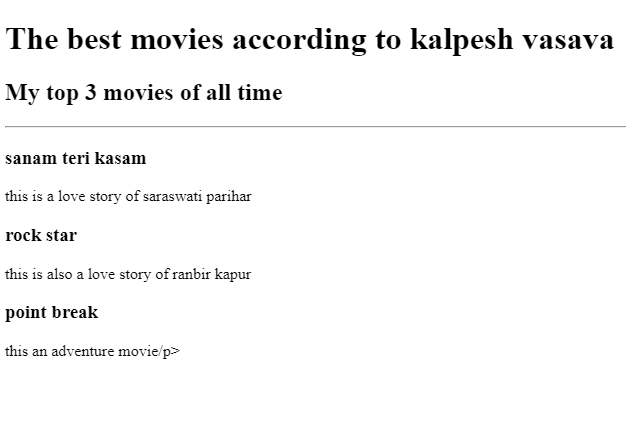 The best movies according to kalpesh vasava
My top 3 movies of all time
sanam teri kasam
this is a love story of saraswati parihar
rock star
this is also a love story of ranbir kapur
point break
this an adventure movie/p>